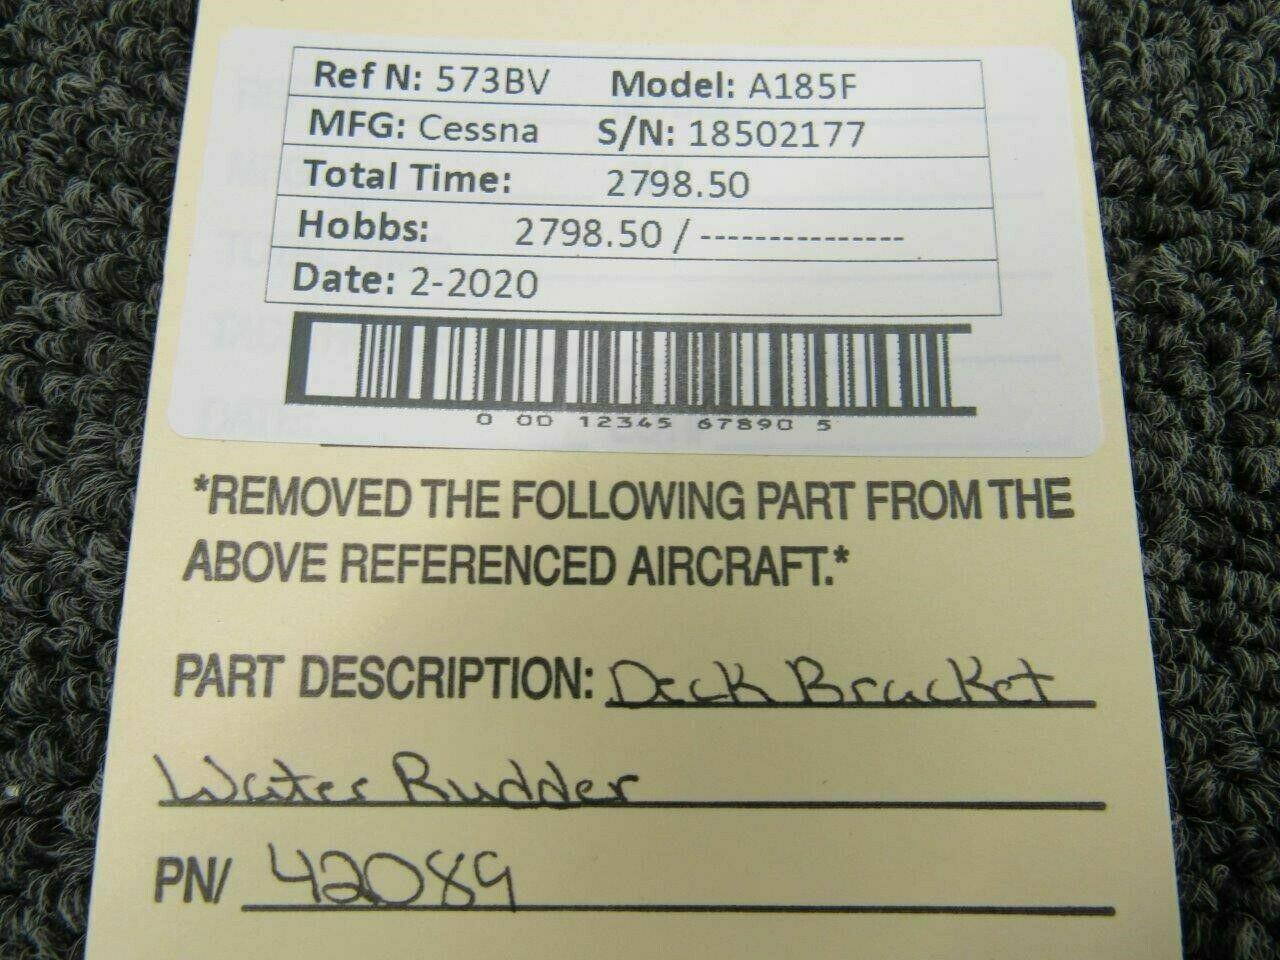 Ref N: 573BV Model: A185F
MFG: Cessna S/N: 18502177
Total Time: 2798.50
Hobbs: 2798.50 / ---------------
Date: 2-2020
0 00 12345 67890 5
*REMOVED THE FOLLOWING PART FROM THE
ABOVE REFERENCED AIRCRAFT.*
PART DESCRIPTION: Deck Bracket
Water Rudder
PN/ 42089